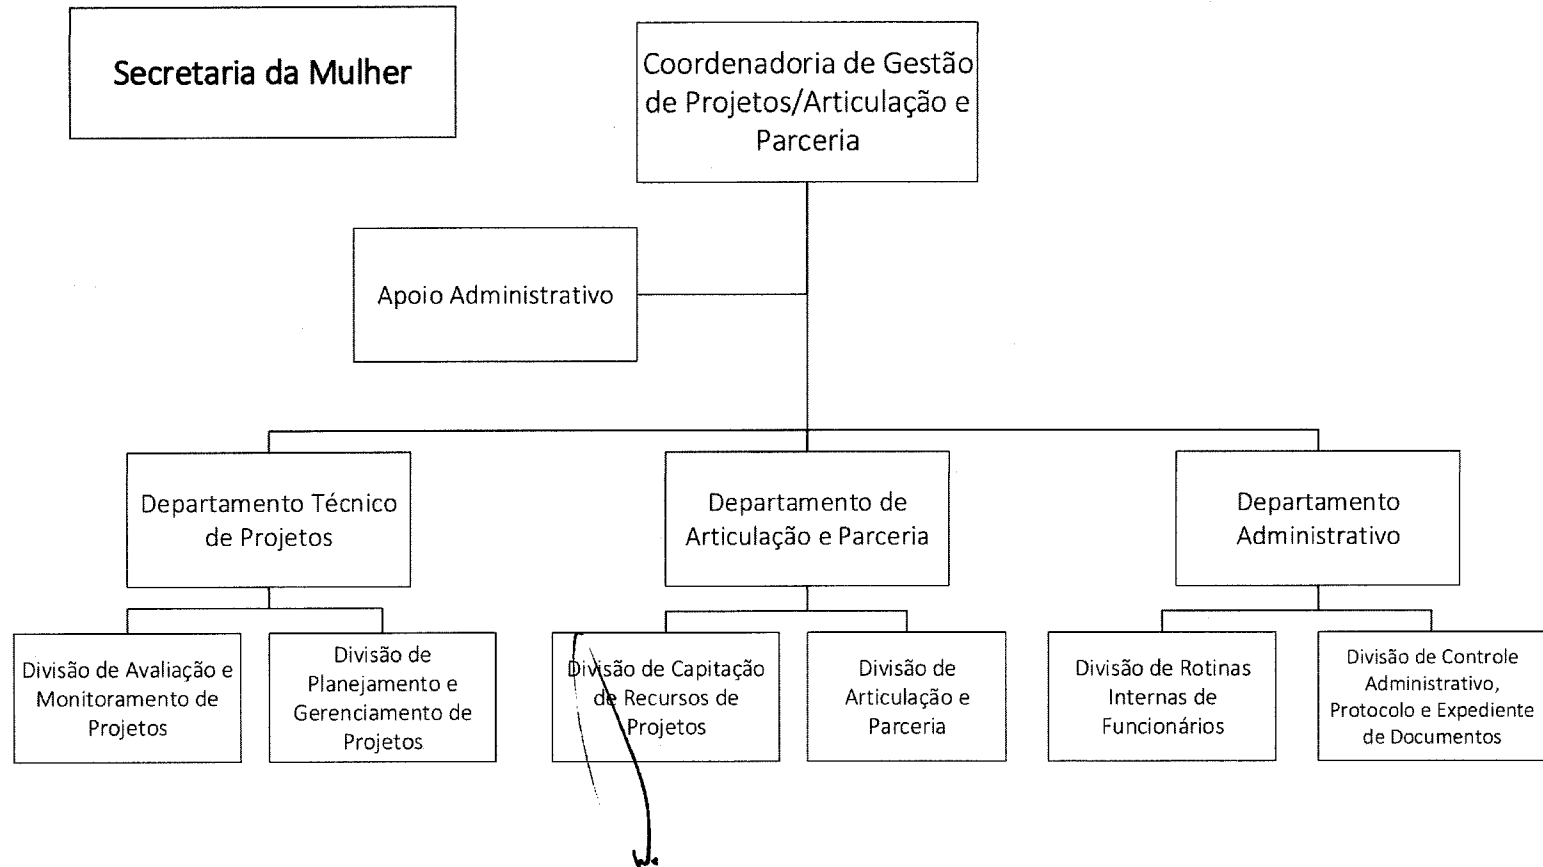 Secretaria da Mulher
Coordenadoria de Gestão
de Projetos/Articulação e
Parceria
Apoio Administrativo
Departamento Técnico
de Projetos
Departamento de
Articulação e Parceria
Departamento
Administrativo
Divisão de Avaliação e
Monitoramento de
Projetos
Divisão de
Planejamento e
Gerenciamento de
Projetos
Divisão de Capitação
de Recursos de
Projetos
Divisão de
Articulação e
Parceria
Divisão de Rotinas
Internas de
Funcionários
Divisão de Controle
Administrativo,
Protocolo e Expediente
de Documentos